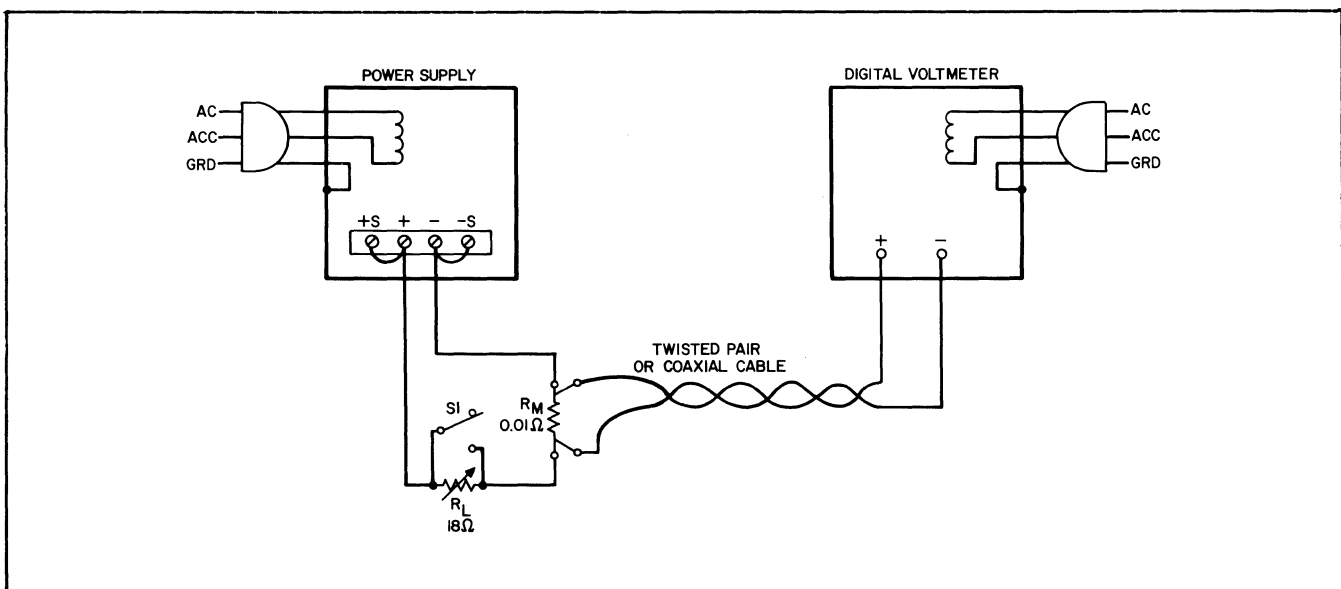 POWER SUPPLY
DIGITAL VOLTMETER
AC
ACC
GRD
AC
ACC
GRD
+S + - -S
+ -
TWISTED PAIR
OR COAXIAL CABLE
S1
RM
0.01Ω
RL
18Ω